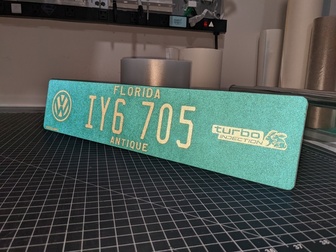 FLORIDA
IY6 705
ANTIQUE
turbo
INJECTION